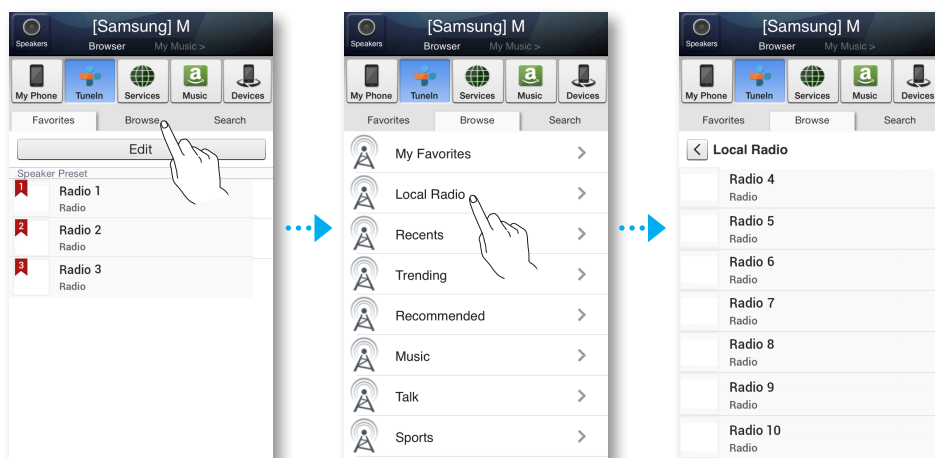 [Samsung] M
Speakers
Browser My Music >
My Phone TuneIn Services Music Devices
Favorites Browse Search
Edit
Speaker Preset
1
Radio 1
Radio
2
Radio 2
Radio
3
Radio 3
Radio
[Samsung] M
Speakers
Browser My Music >
My Phone TuneIn Services Music Devices
Favorites Browse Search
My Favorites
Local Radio
Recents
Trending
Recommended
Music
Talk
Sports
[Samsung] M
Speakers
Browser My Music >
My Phone TuneIn Services Music Devices
Favorites Browse Search
Local Radio
Radio 4
Radio
Radio 5
Radio
Radio 6
Radio
Radio 7
Radio
Radio 8
Radio
Radio 9
Radio
Radio 10
Radio